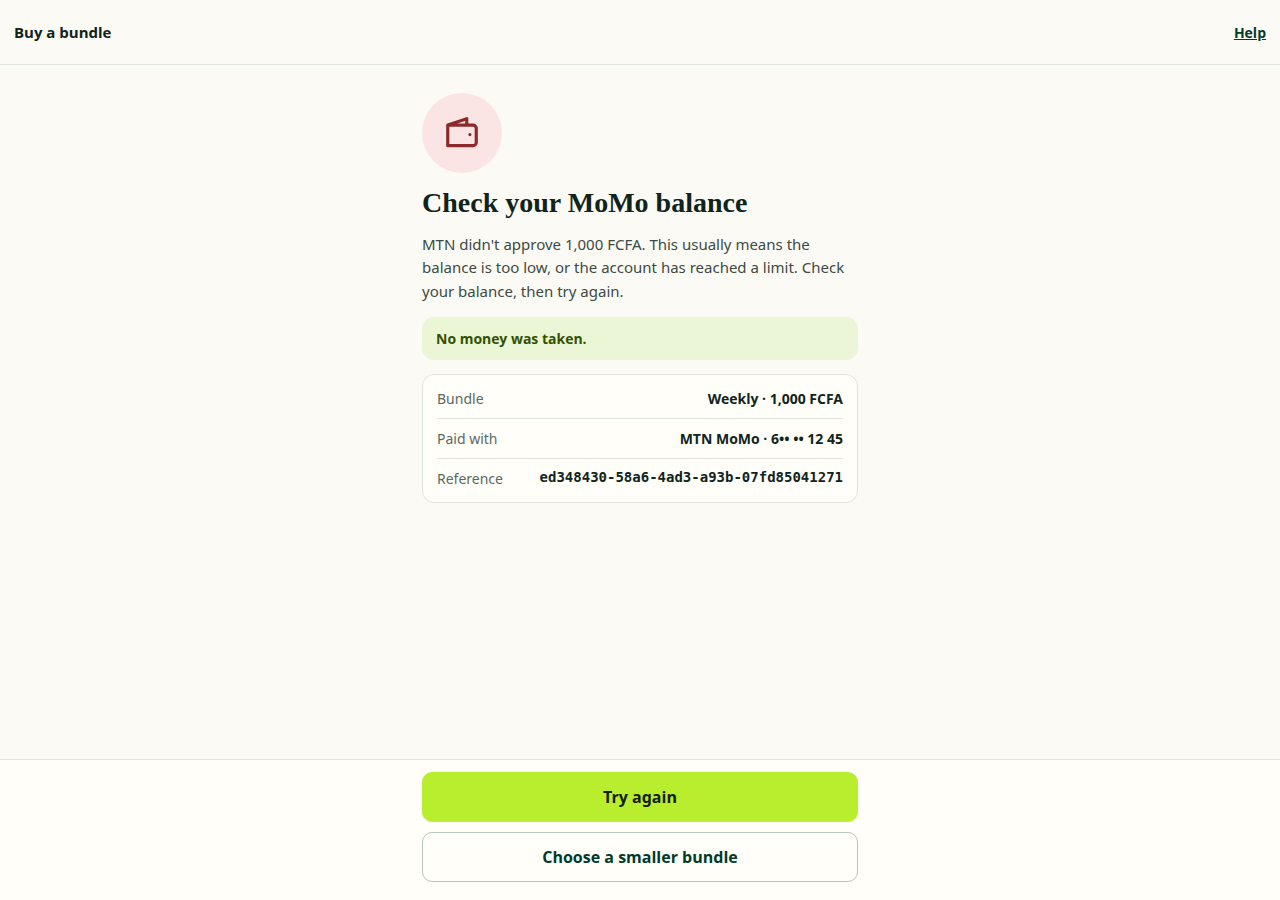 Buy a bundle
Help
Check your MoMo balance
MTN didn't approve 1,000 FCFA. This usually means the
balance is too low, or the account has reached a limit. Check
your balance, then try again.
No money was taken.
Bundle Weekly · 1,000 FCFA
Paid with MTN MoMo · 6•• •• 12 45
Reference ed348430-58a6-4ad3-a93b-07fd85041271
Try again
Choose a smaller bundle